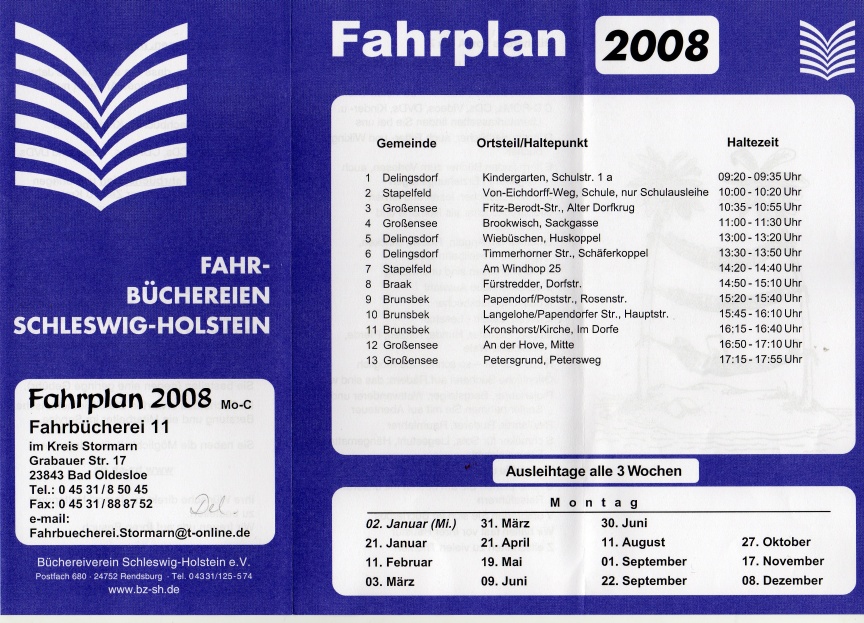 FAHR-
BÜCHEREIEN
SCHLESWIG-HOLSTEIN
Fahrplan 2008 Mo-C
Fahrbücherei 11
im Kreis Stormarn
Grabauer Str. 17
23843 Bad Oldesloe
Tel.: 0 45 31 / 8 50 45
Fax: 0 45 31 / 88 87 52
e-mail:
Fahrbuecherei.Stormarn@t-online.de
Del.
Büchereiverein Schleswig-Holstein e.V.
Postfach 680 · 24752 Rendsburg · Tel. 04331/125-574
www.bz-sh.de
Fahrplan 2008
Gemeinde Ortsteil/Haltepunkt Haltezeit
1 Delingsdorf Kindergarten, Schulstr. 1 a 09:20 - 09:35 Uhr
2 Stapelfeld Von-Eichdorff-Weg, Schule, nur Schulausleihe 10:00 - 10:20 Uhr
3 Großensee Fritz-Berodt-Str., Alter Dorfkrug 10:35 - 10:55 Uhr
4 Großensee Brookwisch, Sackgasse 11:00 - 11:30 Uhr
5 Delingsdorf Wiebüschen, Huskoppel 13:00 - 13:20 Uhr
6 Delingsdorf Timmerhorner Str., Schäferkoppel 13:30 - 13:50 Uhr
7 Stapelfeld Am Windhop 25 14:20 - 14:40 Uhr
8 Braak Fürstredder, Dorfstr. 14:50 - 15:10 Uhr
9 Brunsbek Papendorf/Poststr., Rosenstr. 15:20 - 15:40 Uhr
10 Brunsbek Langelohe/Papendorfer Str., Hauptstr. 15:45 - 16:10 Uhr
11 Brunsbek Kronshorst/Kirche, Im Dorfe 16:15 - 16:40 Uhr
12 Großensee An der Hove, Mitte 16:50 - 17:10 Uhr
13 Großensee Petersgrund, Petersweg 17:15 - 17:55 Uhr
Ausleihtage alle 3 Wochen
Montag
02. Januar (Mi.) 31. März 30. Juni
21. Januar 21. April 11. August 27. Oktober
11. Februar 19. Mai 01. September 17. November
03. März 09. Juni 22. September 08. Dezember